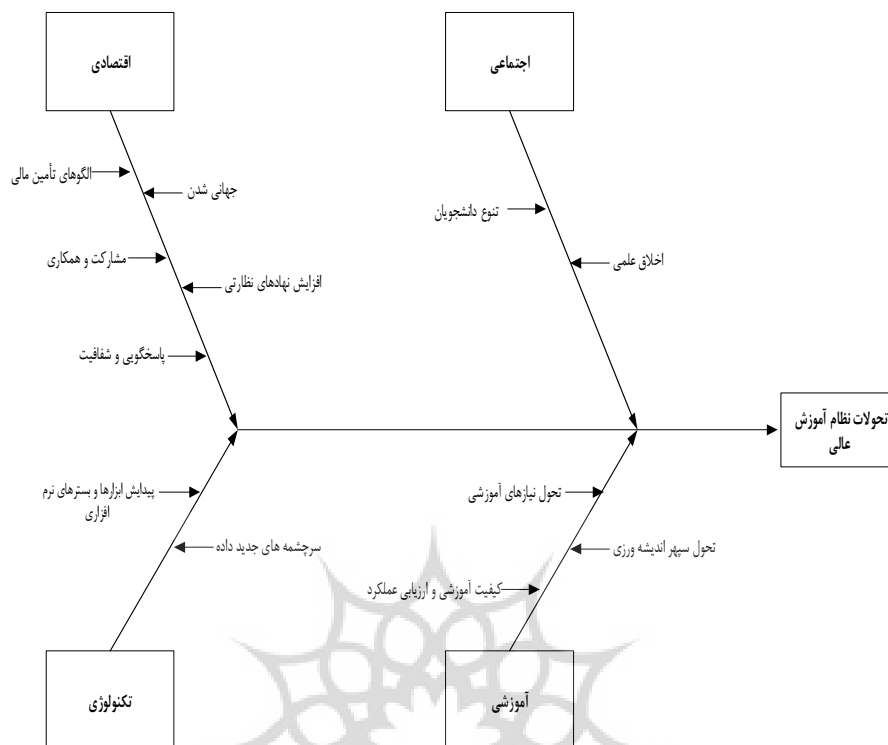 اجتماعی
اقتصادی
الگوهای تأمین مالی
جهانی شدن
مشارکت و همکاری
افزایش نهادهای نظارتی
پاسخگویی و شفافیت
تنوع دانشجویان
اخلاق علمی
تحولات نظام آموزش
عالی
پیدایش ابزارها و بسترهای نرم
افزاری
سرچشمه های جدید داده
تحول نیازهای آموزشی
تحول سپهر اندیشه ورزی
کیفیت آموزشی و ارزیابی عملکرد
آموزشی
تکنولوژی